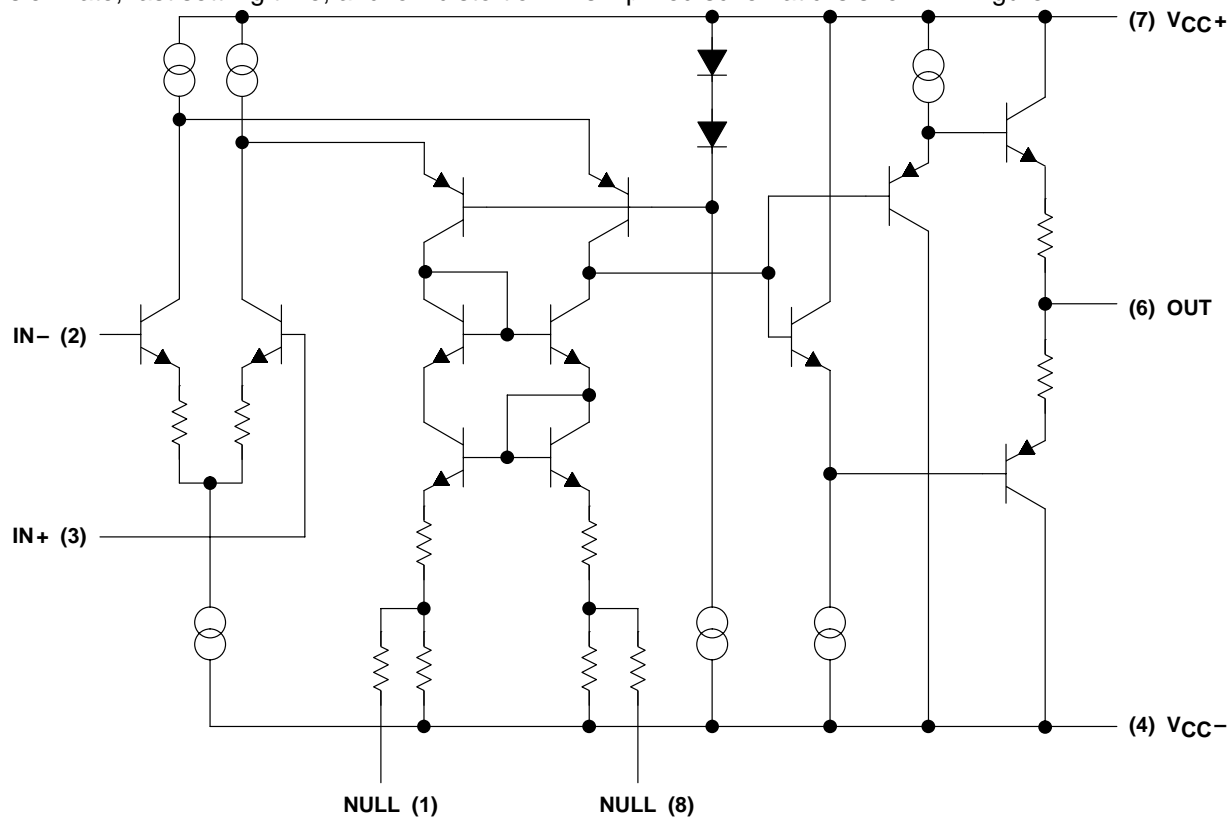 (7) VCC+
IN− (2)
(6) OUT
IN+ (3)
(4) VCC−
NULL (1)
NULL (8)